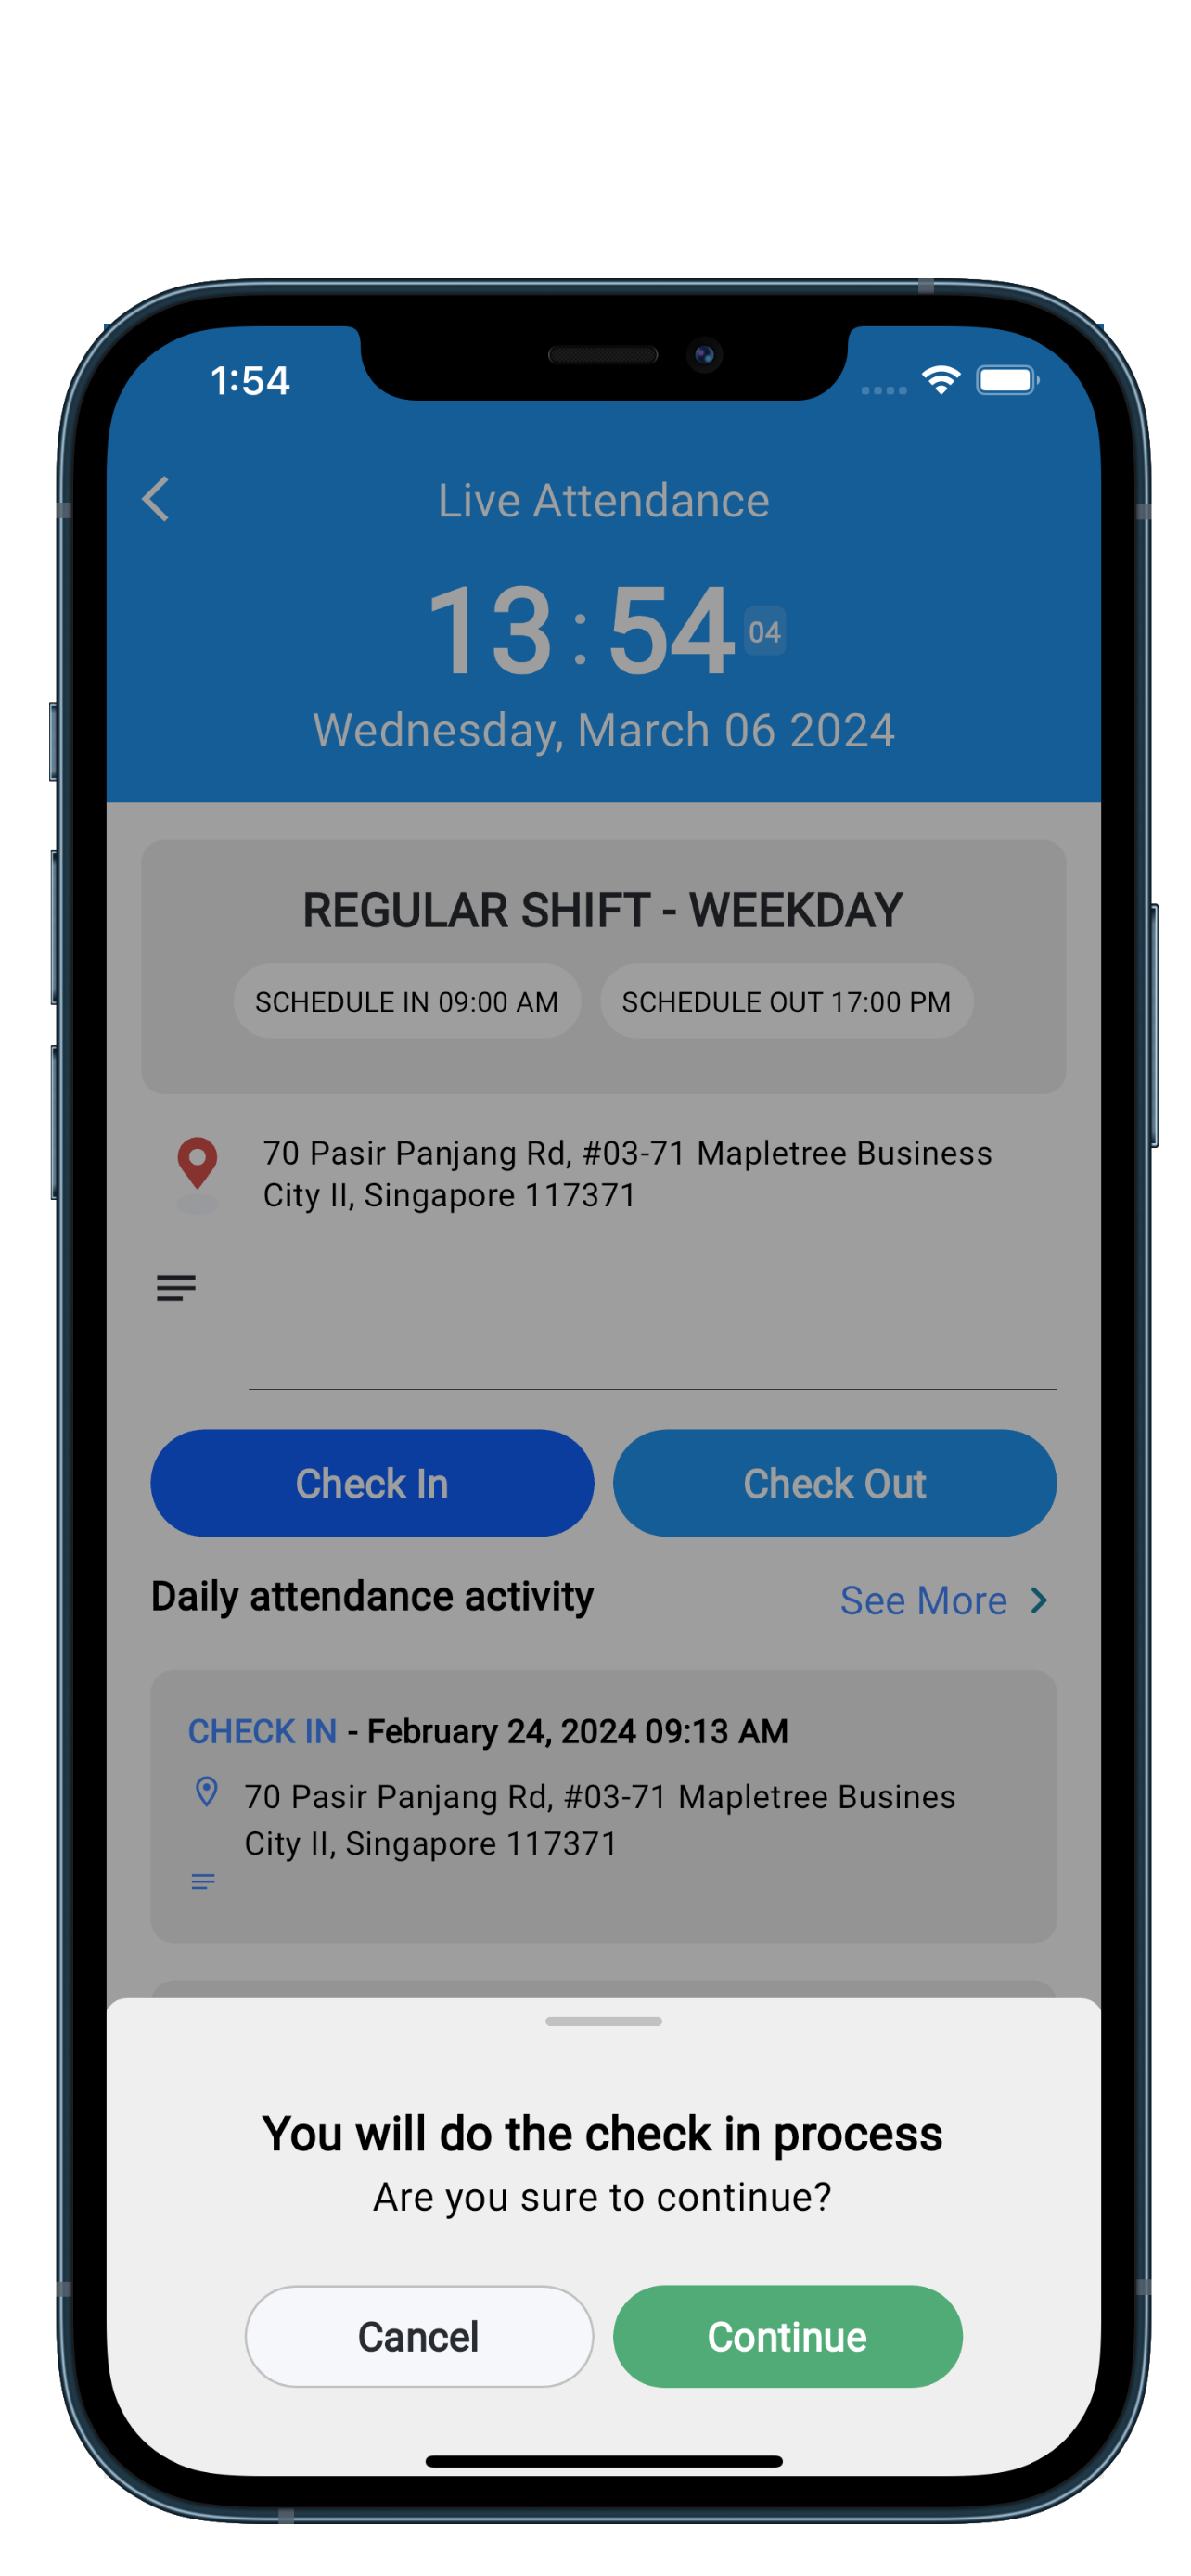 1:54
Live Attendance
13:54 04
Wednesday, March 06 2024
REGULAR SHIFT - WEEKDAY
SCHEDULE IN 09:00 AM SCHEDULE OUT 17:00 PM
70 Pasir Panjang Rd, #03-71 Mapletree Business
City II, Singapore 117371
Check In Check Out
Daily attendance activity See More
CHECK IN - February 24, 2024 09:13 AM
70 Pasir Panjang Rd, #03-71 Mapletree Busines
City II, Singapore 117371
You will do the check in process
Are you sure to continue?
Cancel Continue